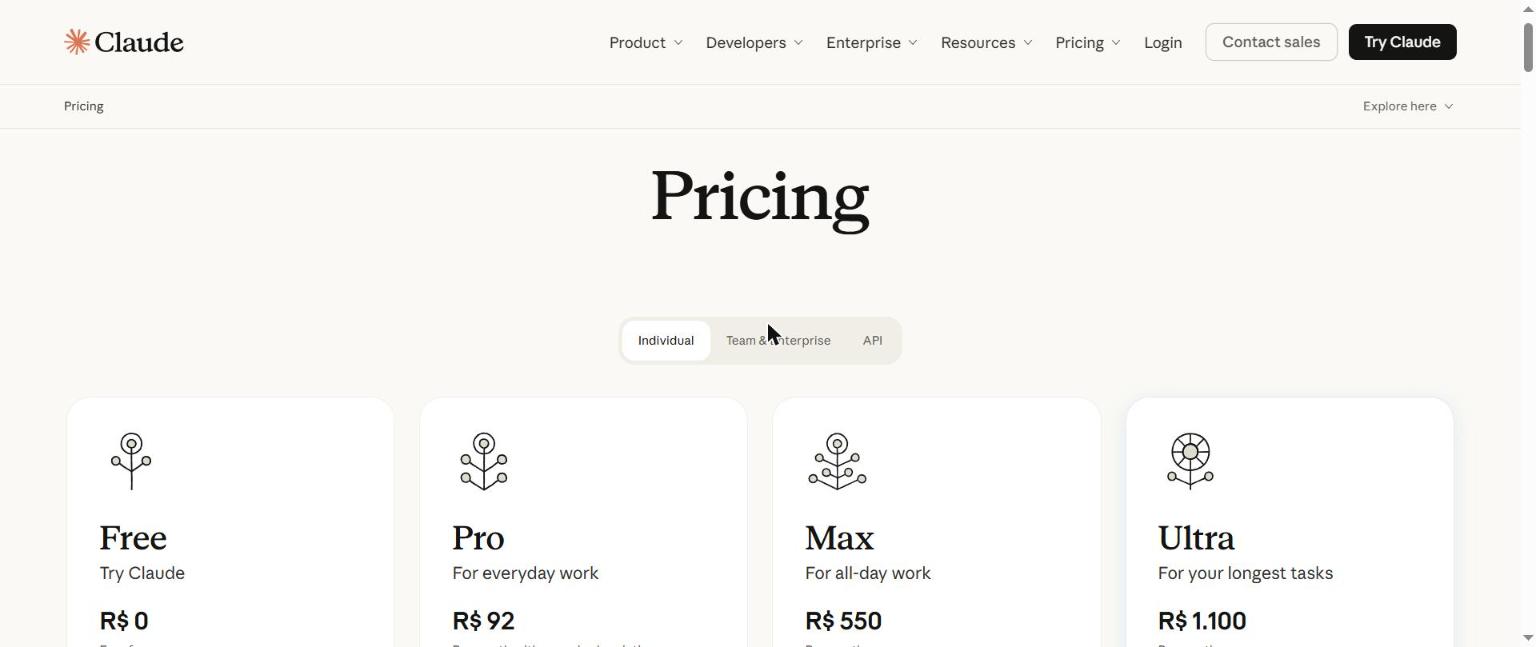 Claude
Product
Developers
Enterprise
Resources
Pricing
Login
Contact sales
Try Claude
Pricing
Explore here
Pricing
Individual
Team &
API
Free
Try Claude
R$ 0
Pro
For everyday work
R$ 92
Max
For all-day work
R$ 550
Ultra
For your longest tasks
R$ 1.100